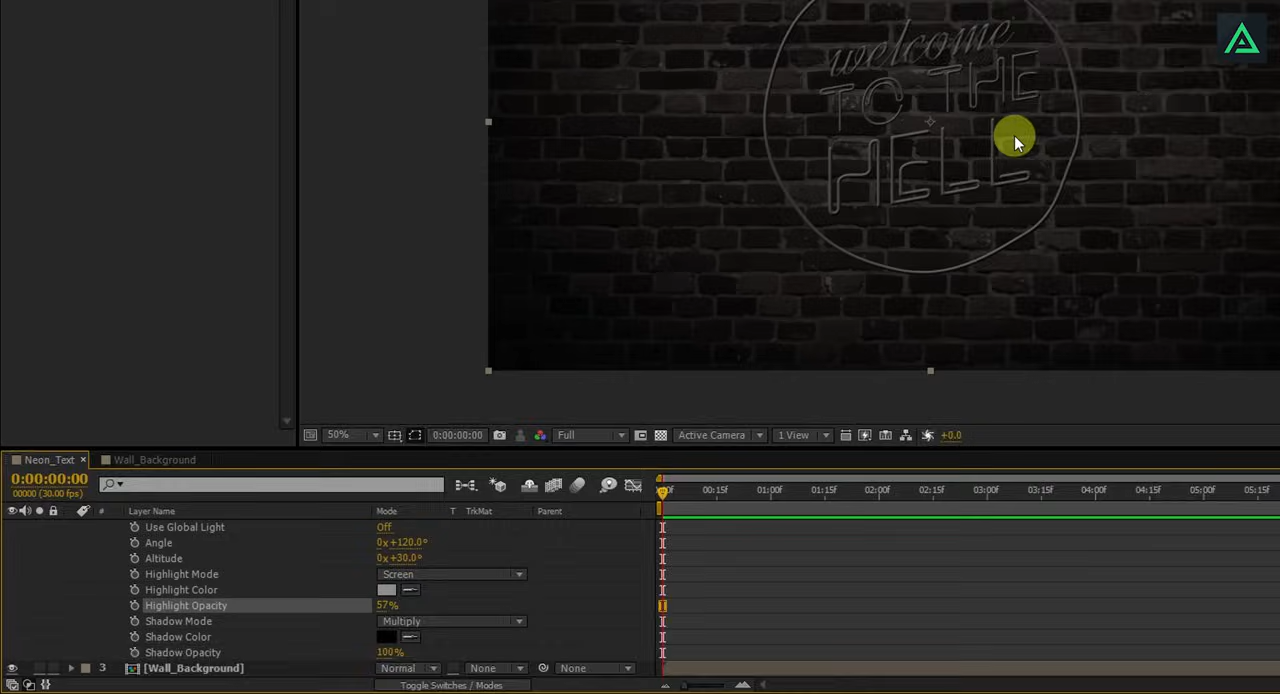 welcome
TO THE
HELL
50%
0:00:00:00
Full
Active Camera
1 View
+0.0
Neon_Text
Wall_Background
0:00:00:00
00000 (30.00 fps)
00:15f 01:00f 01:15f 02:00f 02:15f 03:00f 03:15f 04:00f 04:15f 05:00f 05:15f
# Layer Name Mode T TrkMat Parent
Use Global Light Off
Angle 0x+120.0°
Altitude 0x+30.0°
Highlight Mode Screen
Highlight Color
Highlight Opacity 57%
Shadow Mode Multiply
Shadow Color
Shadow Opacity 100%
3 [Wall_Background] Normal None None
Toggle Switches / Modes